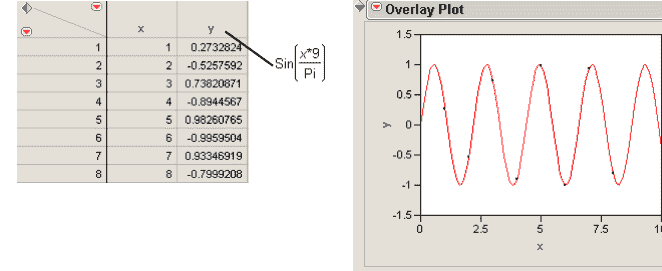 x y
1 1 0.2732824
2 2 -0.5257592
3 3 0.73820871
4 4 -0.8944567
5 5 0.98260765
6 6 -0.9959504
7 7 0.93346919
8 8 -0.7999208
Sin(x*9/Pi)
Overlay Plot
1.5
1
0.5
0
-0.5
-1
-1.5
y
0 2.5 5 7.5
x